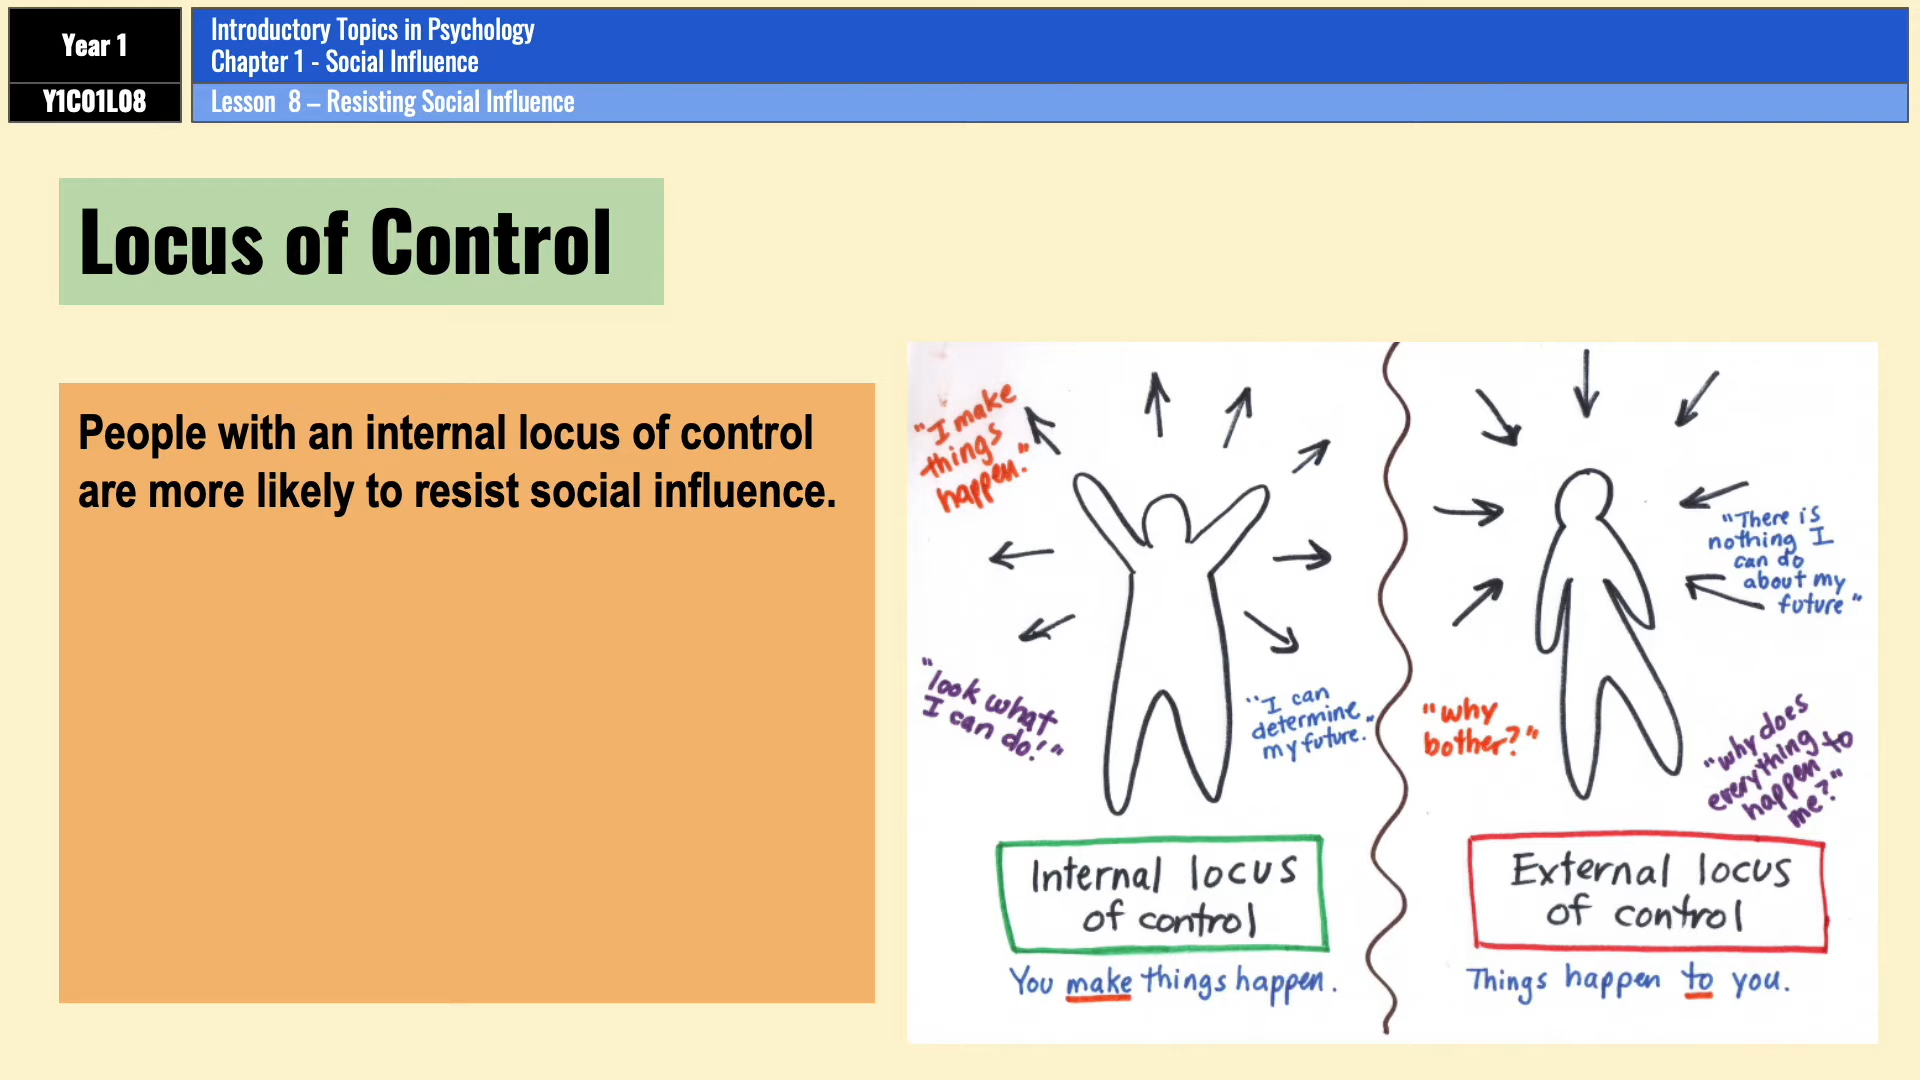 Year 1
Y1C01L08
Introductory Topics in Psychology
Chapter 1 - Social Influence
Lesson  8 – Resisting Social Influence
Locus of Control
People with an internal locus of control
are more likely to resist social influence.
"I make
things
happen."
"look what
I can do!"
"I can
determine
my future."
Internal locus
of control
You make things happen.
"There is
nothing I
can do
about my
future"
"why
bother?"
"why does
everything
happen to
me?"
External locus
of control
Things happen to you.